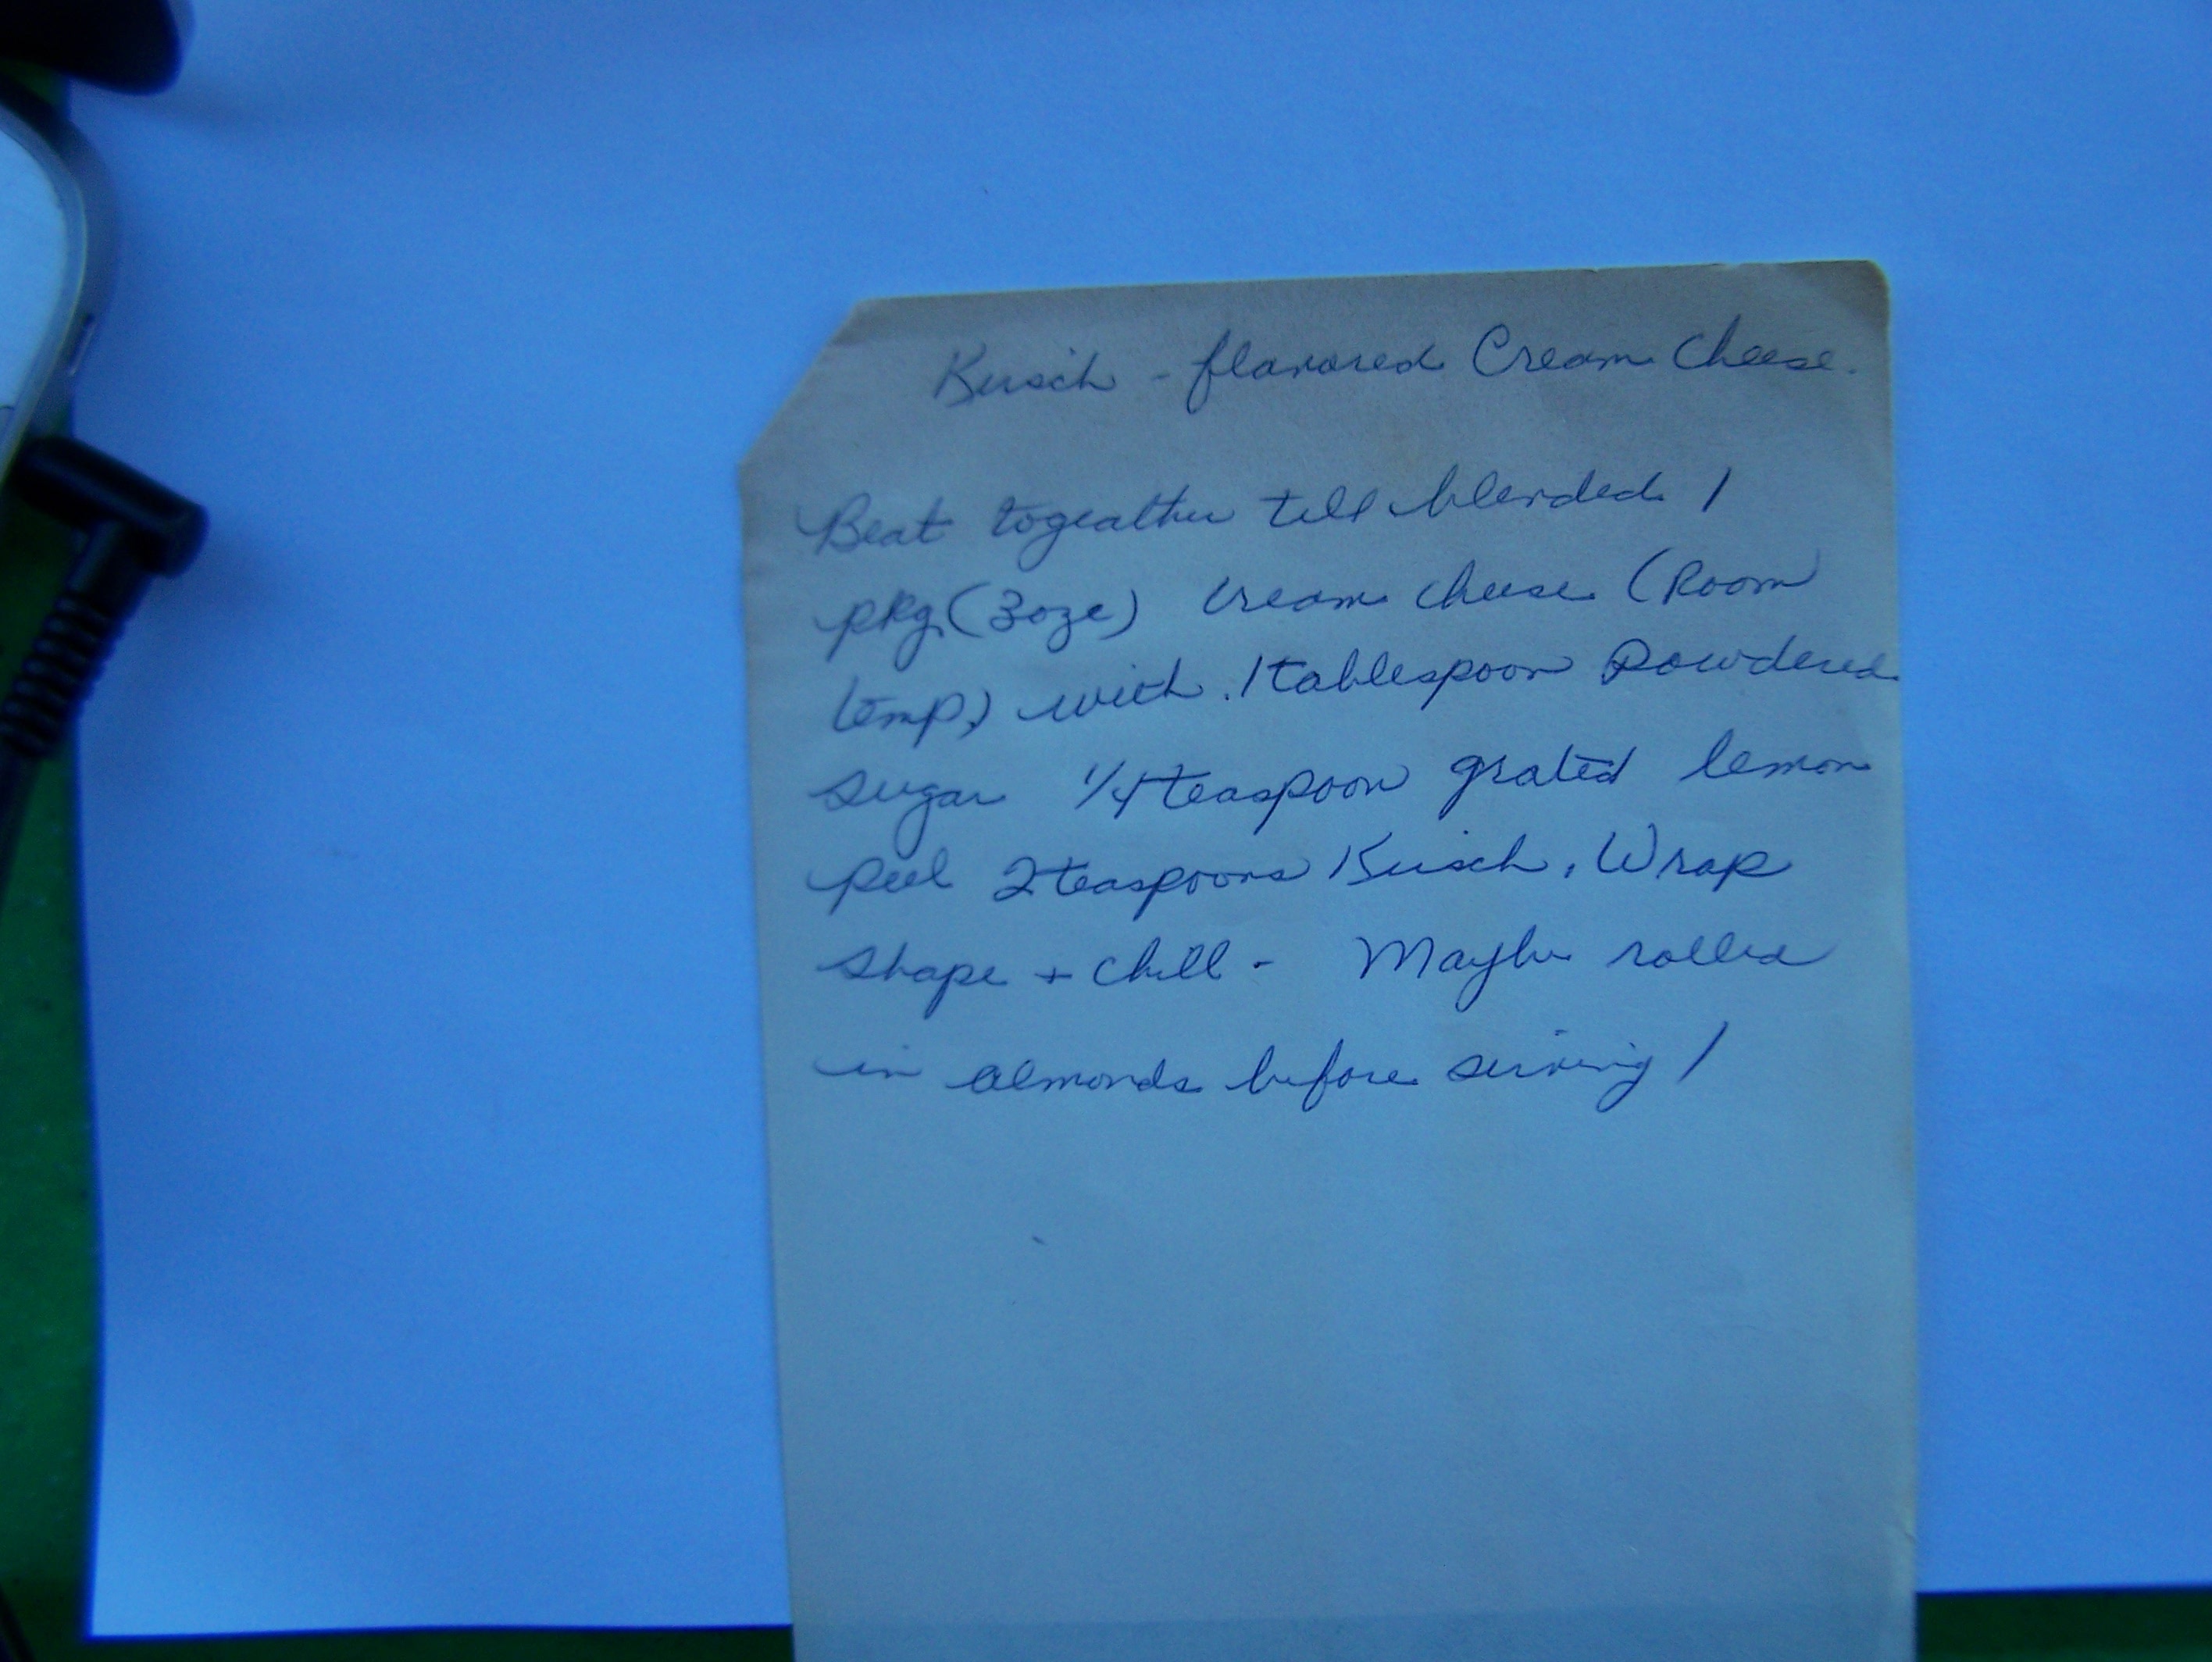 Kirsch - flavored Cream Cheese.
Beat togeather till blended 1
pkg. (3oze) cream cheese (Room
temp,) with 1 tablespoon Powdered
sugar 1/4 teaspoon grated lemon
peel 2 teaspoons Kirsch. Wrap
shape + chill - Maybe rolled
in almonds before serving /